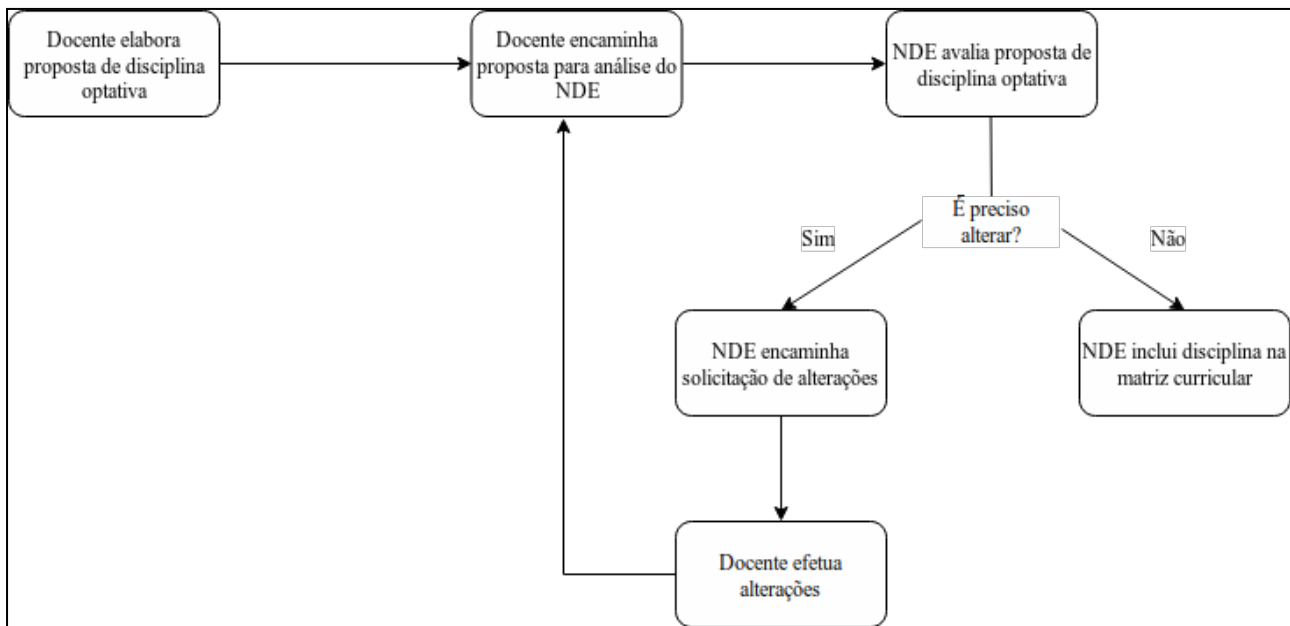 Docente elabora
proposta de disciplina
optativa
Docente encaminha
proposta para análise do
NDE
NDE avalia proposta de
disciplina optativa
É preciso
alterar?
Sim
Não
NDE encaminha
solicitação de alterações
NDE inclui disciplina na
matriz curricular
Docente efetua
alterações